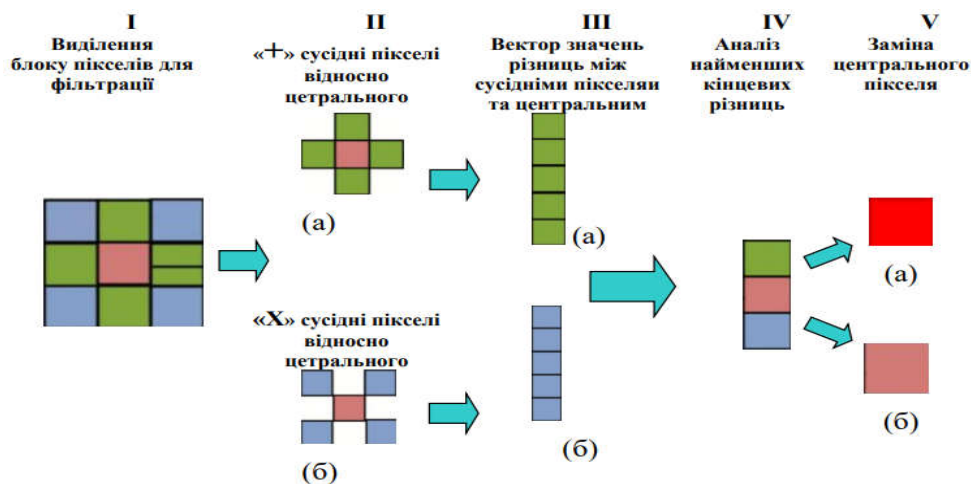 I
Виділення
блоку пікселів для
фільтрації
II
«+» сусідні пікселі
відносно
цетрального
(а)
«X» сусідні пікселі
відносно
цетрального
(б)
III
Вектор значень
різниць між
сусідніми пікселяи
та центральним
(а)
(б)
IV
Аналіз
найменших
кінцевих
різниць
V
Заміна
центрального
пікселя
(а)
(б)